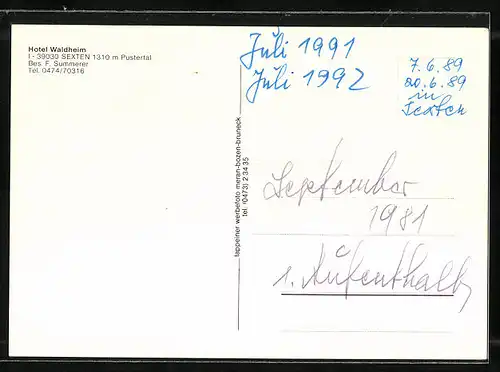 Hotel Waldheim
I - 39030 SEXTEN 1310 m Pustertal
Bes. F. Summerer
Tel. 0474/70316
Juli 1991
Juli 1992
7.6.89
20.6.89
in
Sexten
tappeiner werbefoto meran-bozen-bruneck
tel. (0473) 2 34 35
September
1981
1. Aufenthalt